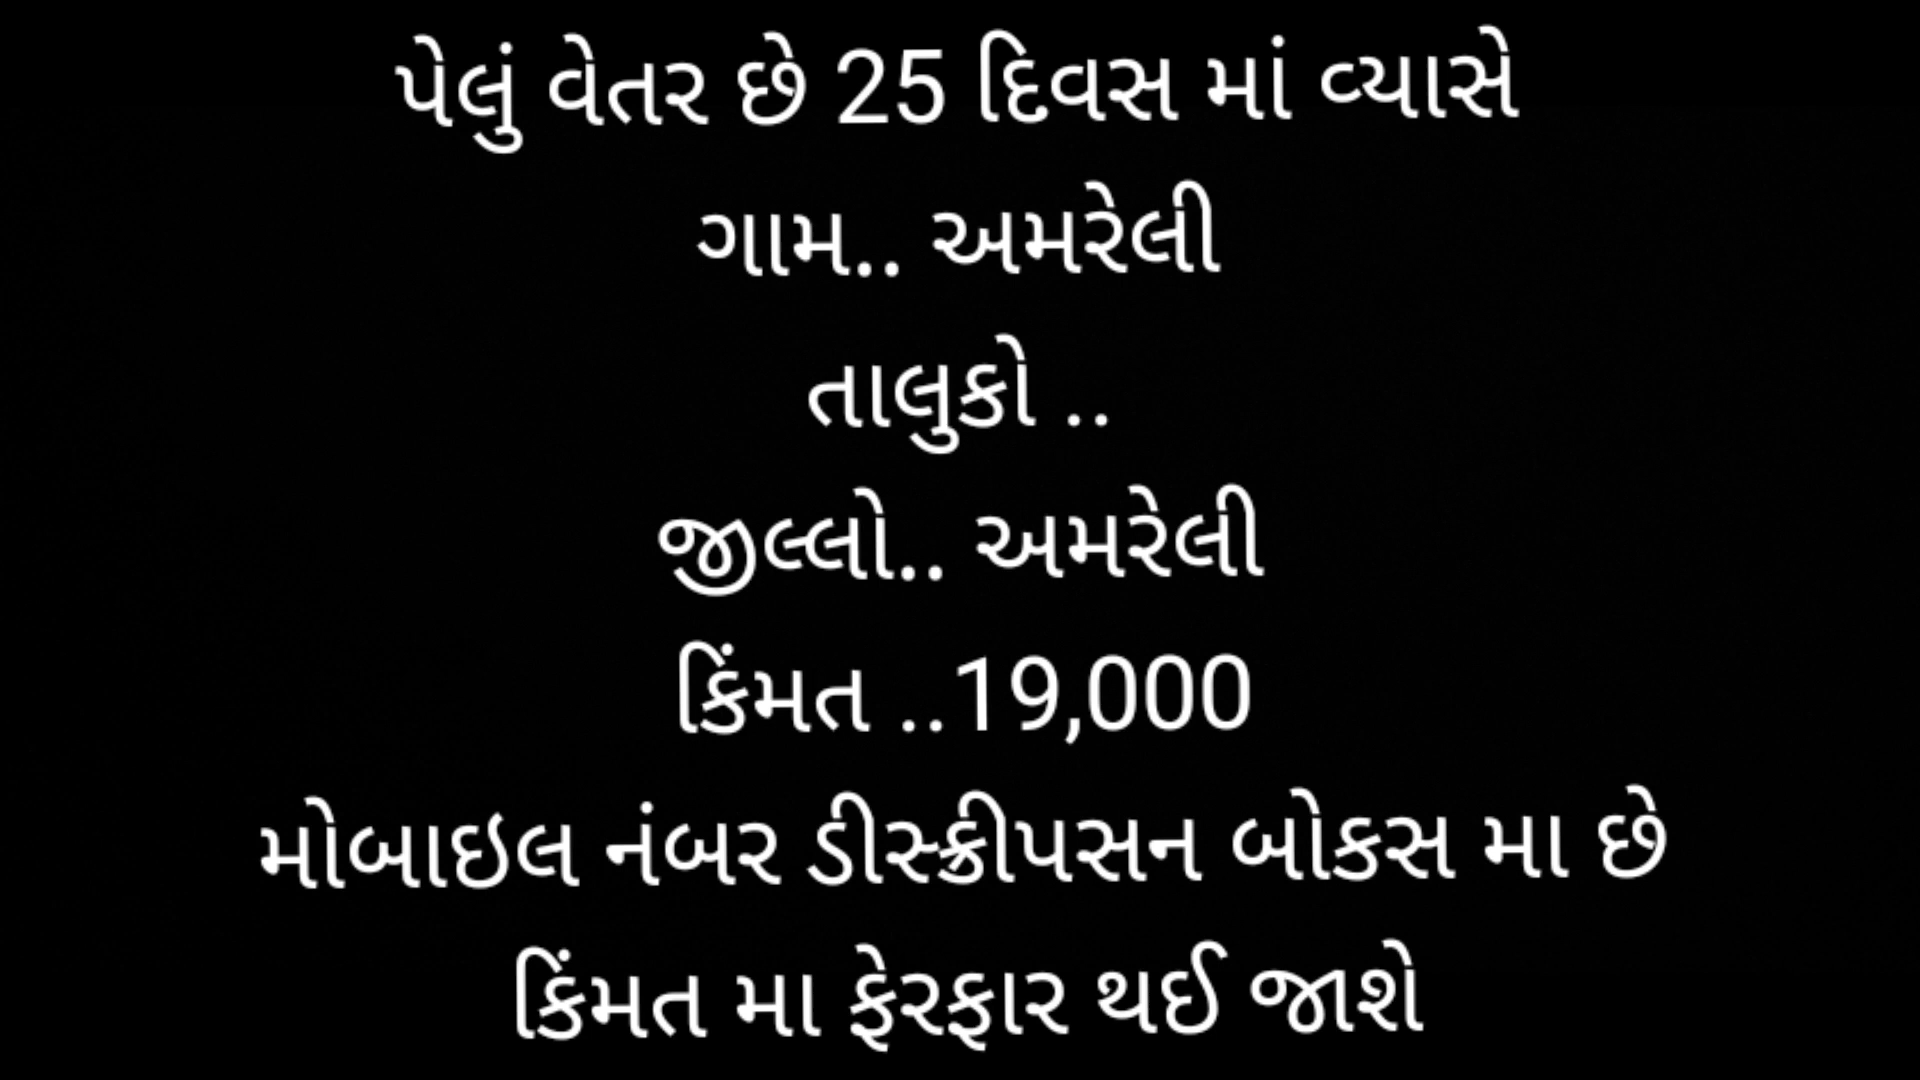 પેલું વેતર છે 25 દિવસ માં વ્યાસે
ગામ.. અમરેલી
તાલુકો ..
જીલ્લો.. અમરેલી
કિંમત ..19,000
મોબાઇલ નંબર ડીસ્ક્રીપસન બોકસ મા છે
કિંમત મા ફેરફાર થઈ જાશે